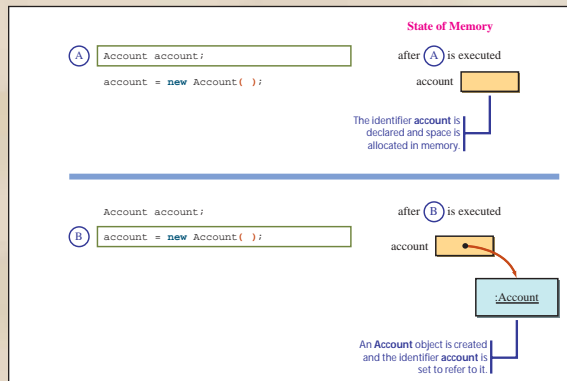 State of Memory
A
Account account;
after A is executed
account = new Account( );
account
The identifier account is
declared and space is
allocated in memory.
Account account;
after B is executed
B
account = new Account( );
account
:Account
An Account object is created
and the identifier account is
set to refer to it.